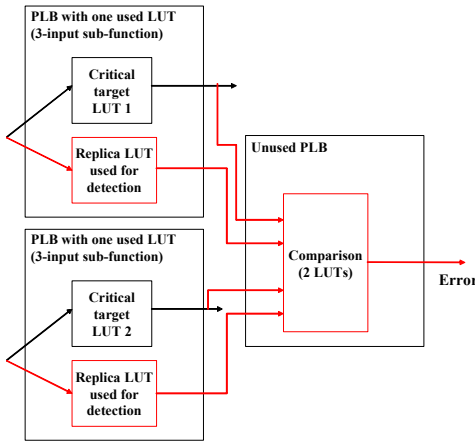 PLB with one used LUT
(3-input sub-function)
Critical
target
LUT 1
Replica LUT
used for
detection
Unused PLB
Comparison
(2 LUTs)
Error
PLB with one used LUT
(3-input sub-function)
Critical
target
LUT 2
Replica LUT
used for
detection